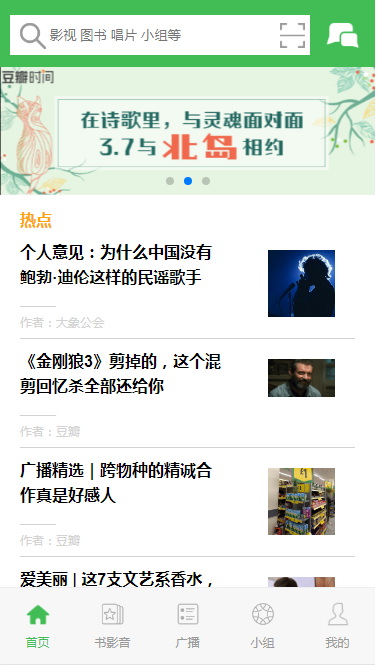 影视 图书 唱片 小组等
豆瓣时间
在诗歌里，与灵魂面对面
3.7与北岛相约
热点
个人意见：为什么中国没有
鲍勃·迪伦这样的民谣歌手
作者：大象公会
《金刚狼3》剪掉的，这个混
剪回忆杀全部还给你
作者：豆瓣
广播精选｜跨物种的精诚合
作真是好感人
作者：豆瓣
爱美丽 | 这7支文艺系香水，
首页
书影音
广播
小组
我的